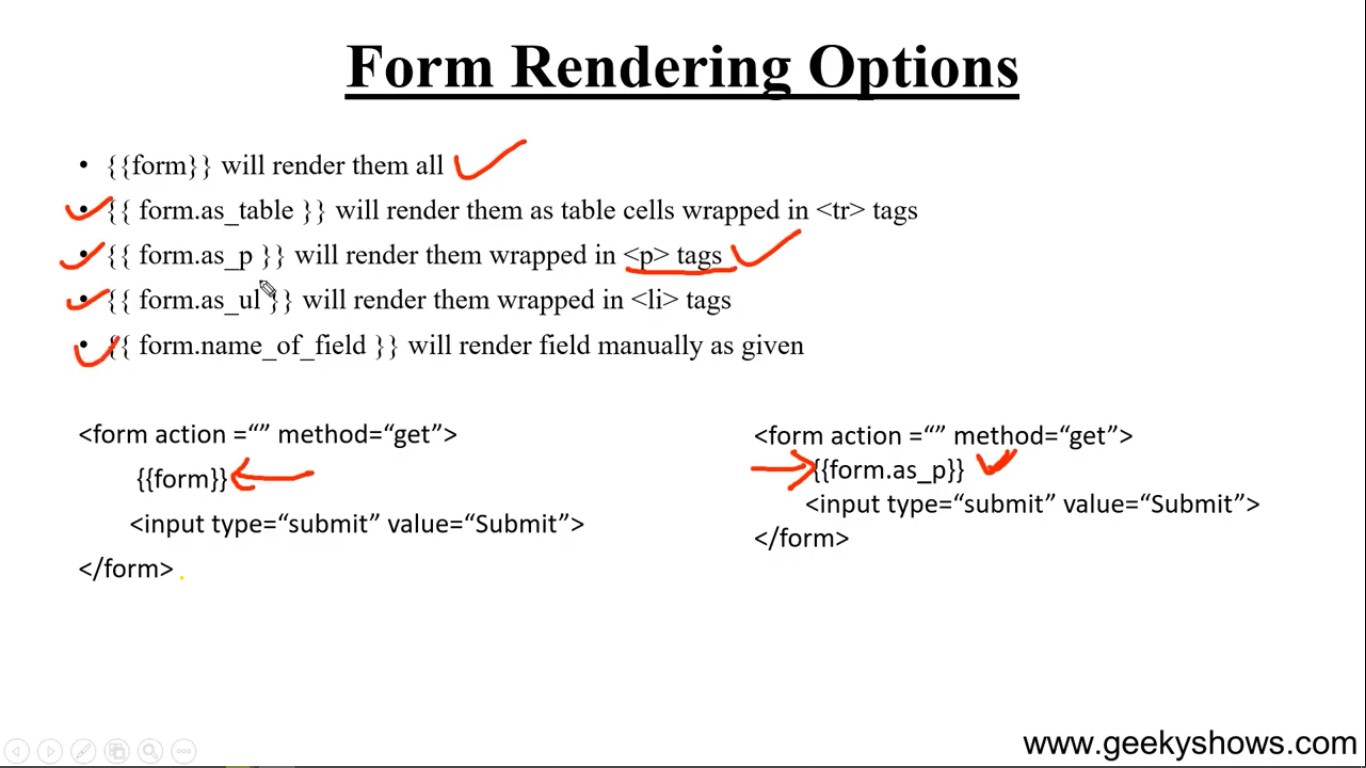 Form Rendering Options
• {{form}} will render them all
• {{ form.as_table }} will render them as table cells wrapped in <tr> tags
• {{ form.as_p }} will render them wrapped in <p> tags
• {{ form.as_ul }} will render them wrapped in <li> tags
• {{ form.name_of_field }} will render field manually as given
<form action =“” method=“get”>
{{form}}
<input type=“submit” value=“Submit”>
</form>
<form action =“” method=“get”>
{{form.as_p}}
<input type=“submit” value=“Submit”>
</form>
www.geekyshows.com